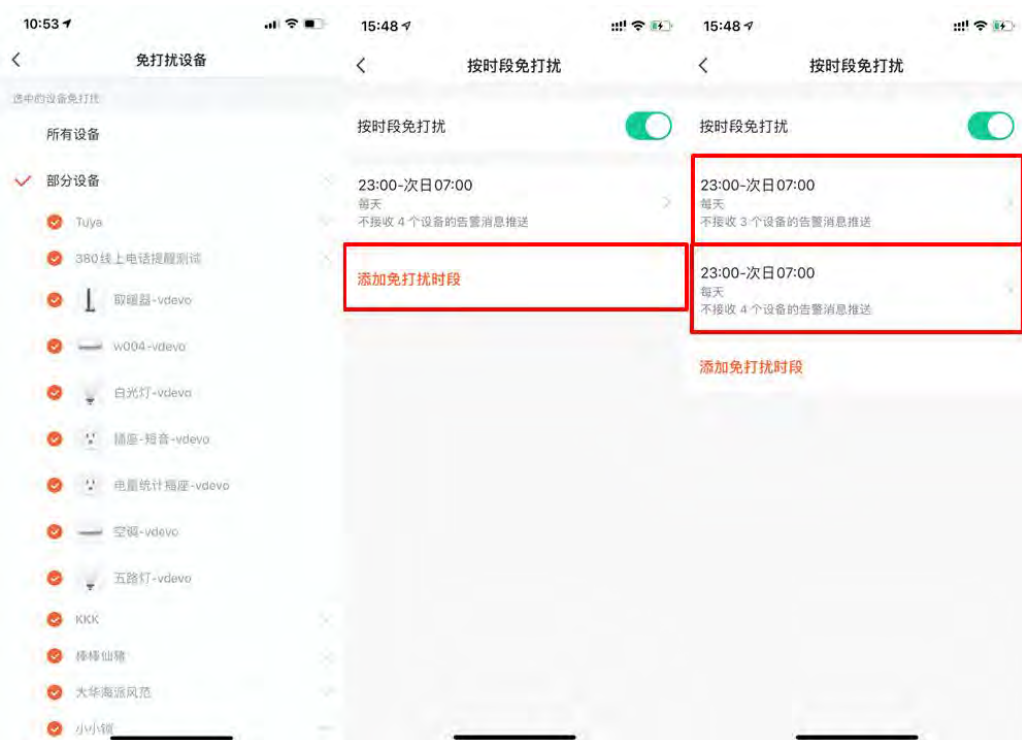 10:53
免打扰设备
选中的设备免打扰
所有设备
部分设备
Tuya
380线上电话提醒测试
取暖器-vdevo
w004-vdevo
白光灯-vdevo
插座-短音-vdevo
电量统计插座-vdevo
空调-vdevo
五路灯-vdevo
KKK
棒棒仙猪
大华海派风范
小小锁
15:48
按时段免打扰
按时段免打扰
23:00-次日07:00
每天
不接收 4 个设备的告警消息推送
添加免打扰时段
15:48
按时段免打扰
按时段免打扰
23:00-次日07:00
每天
不接收 3 个设备的告警消息推送
23:00-次日07:00
每天
不接收 4 个设备的告警消息推送
添加免打扰时段